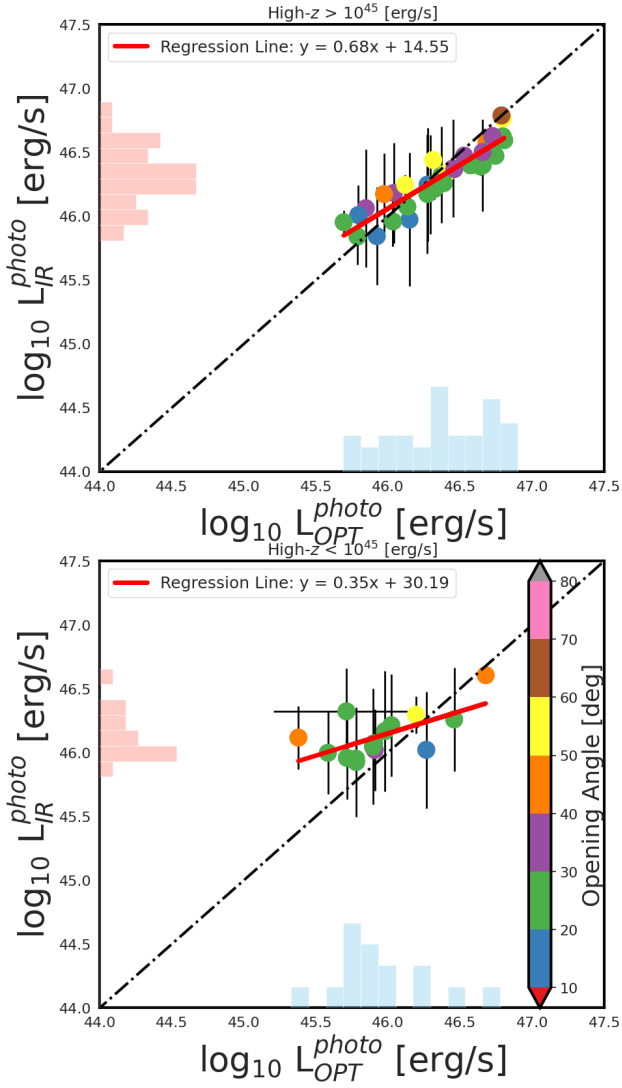 High-z > 10^45 [erg/s]
Regression Line: y = 0.68x + 14.55
47.5
47.0
46.5
46.0
45.5
45.0
44.5
44.0
log10 L_IR^photo [erg/s]
44.0 44.5 45.0 45.5 46.0 46.5 47.0 47.5
log10 L_OPT^photo [erg/s]
High-z < 10^45 [erg/s]
Regression Line: y = 0.35x + 30.19
47.5
47.0
46.5
46.0
45.5
45.0
44.5
44.0
log10 L_IR^photo [erg/s]
80
70
60
50
40
30
20
10
Opening Angle [deg]
44.0 44.5 45.0 45.5 46.0 46.5 47.0 47.5
log10 L_OPT^photo [erg/s]